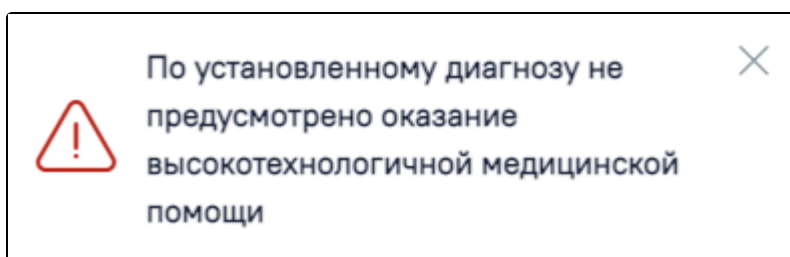 По установленному диагнозу не
предусмотрено оказание
высокотехнологичной медицинской
помощи